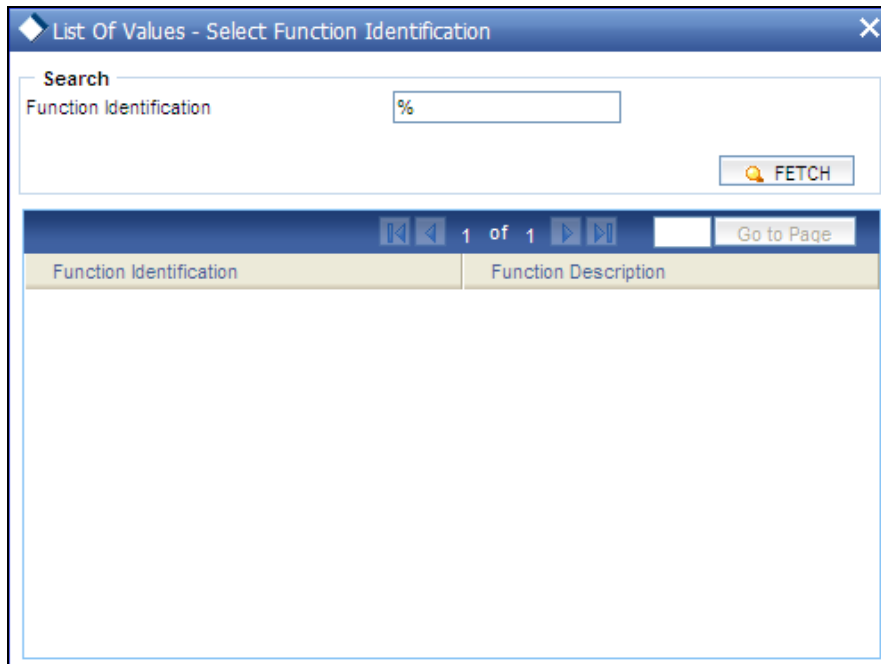 List Of Values - Select Function Identification
Search
Function Identification %
FETCH
1 of 1 Go to Page
Function Identification Function Description